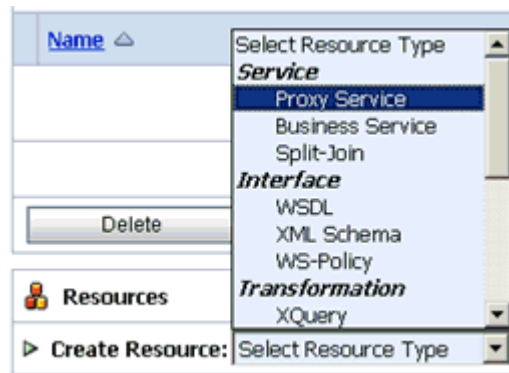 Name
Select Resource Type
Service
Proxy Service
Business Service
Split-Join
Interface
WSDL
XML Schema
WS-Policy
Transformation
XQuery
Delete
Resources
Create Resource: Select Resource Type